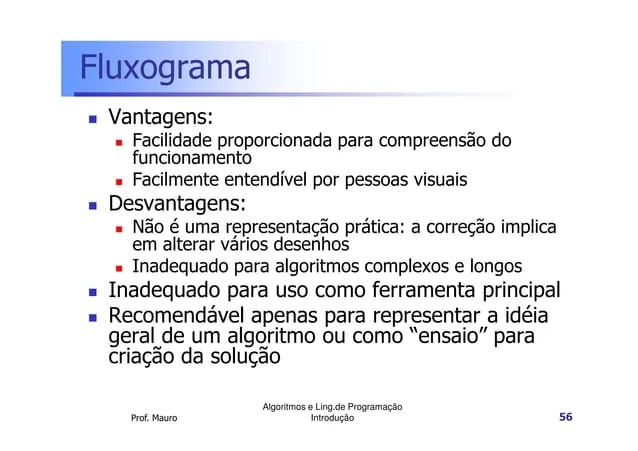 Fluxograma
Vantagens:
Facilidade proporcionada para compreensão do
funcionamento
Facilmente entendível por pessoas visuais
Desvantagens:
Não é uma representação prática: a correção implica
em alterar vários desenhos
Inadequado para algoritmos complexos e longos
Inadequado para uso como ferramenta principal
Recomendável apenas para representar a idéia
geral de um algoritmo ou como “ensaio” para
criação da solução
Prof. Mauro
Algoritmos e Ling.de Programação
Introdução
56